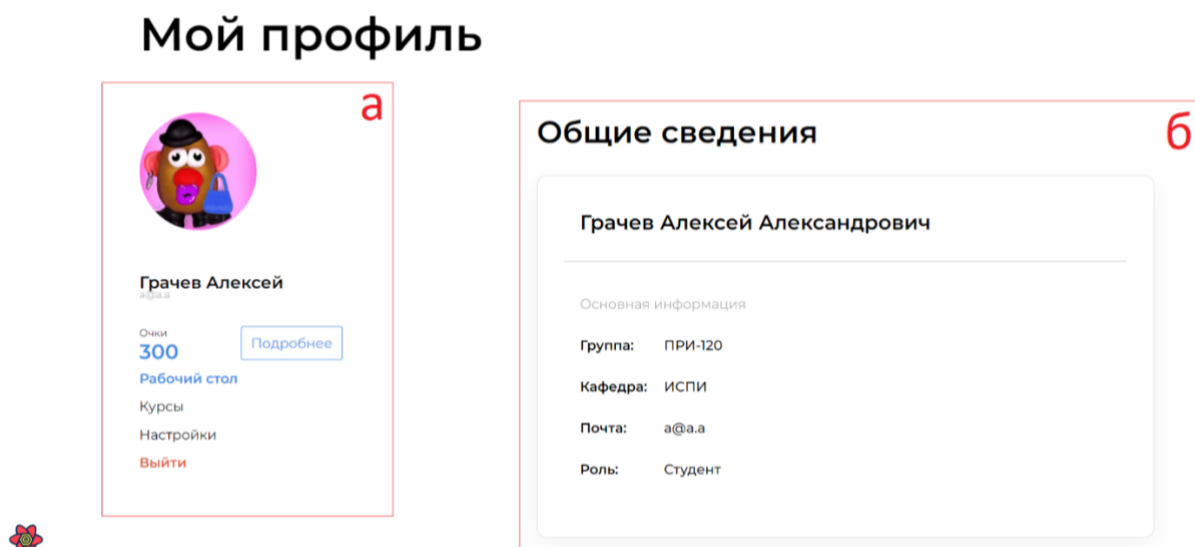 Мой профиль
а
Грачев Алексей
a@a.a
Очки
300
Подробнее
Рабочий стол
Курсы
Настройки
Выйти
б
Общие сведения
Грачев Алексей Александрович
Основная информация
Группа: ПРИ-120
Кафедра: ИСПИ
Почта: a@a.a
Роль: Студент